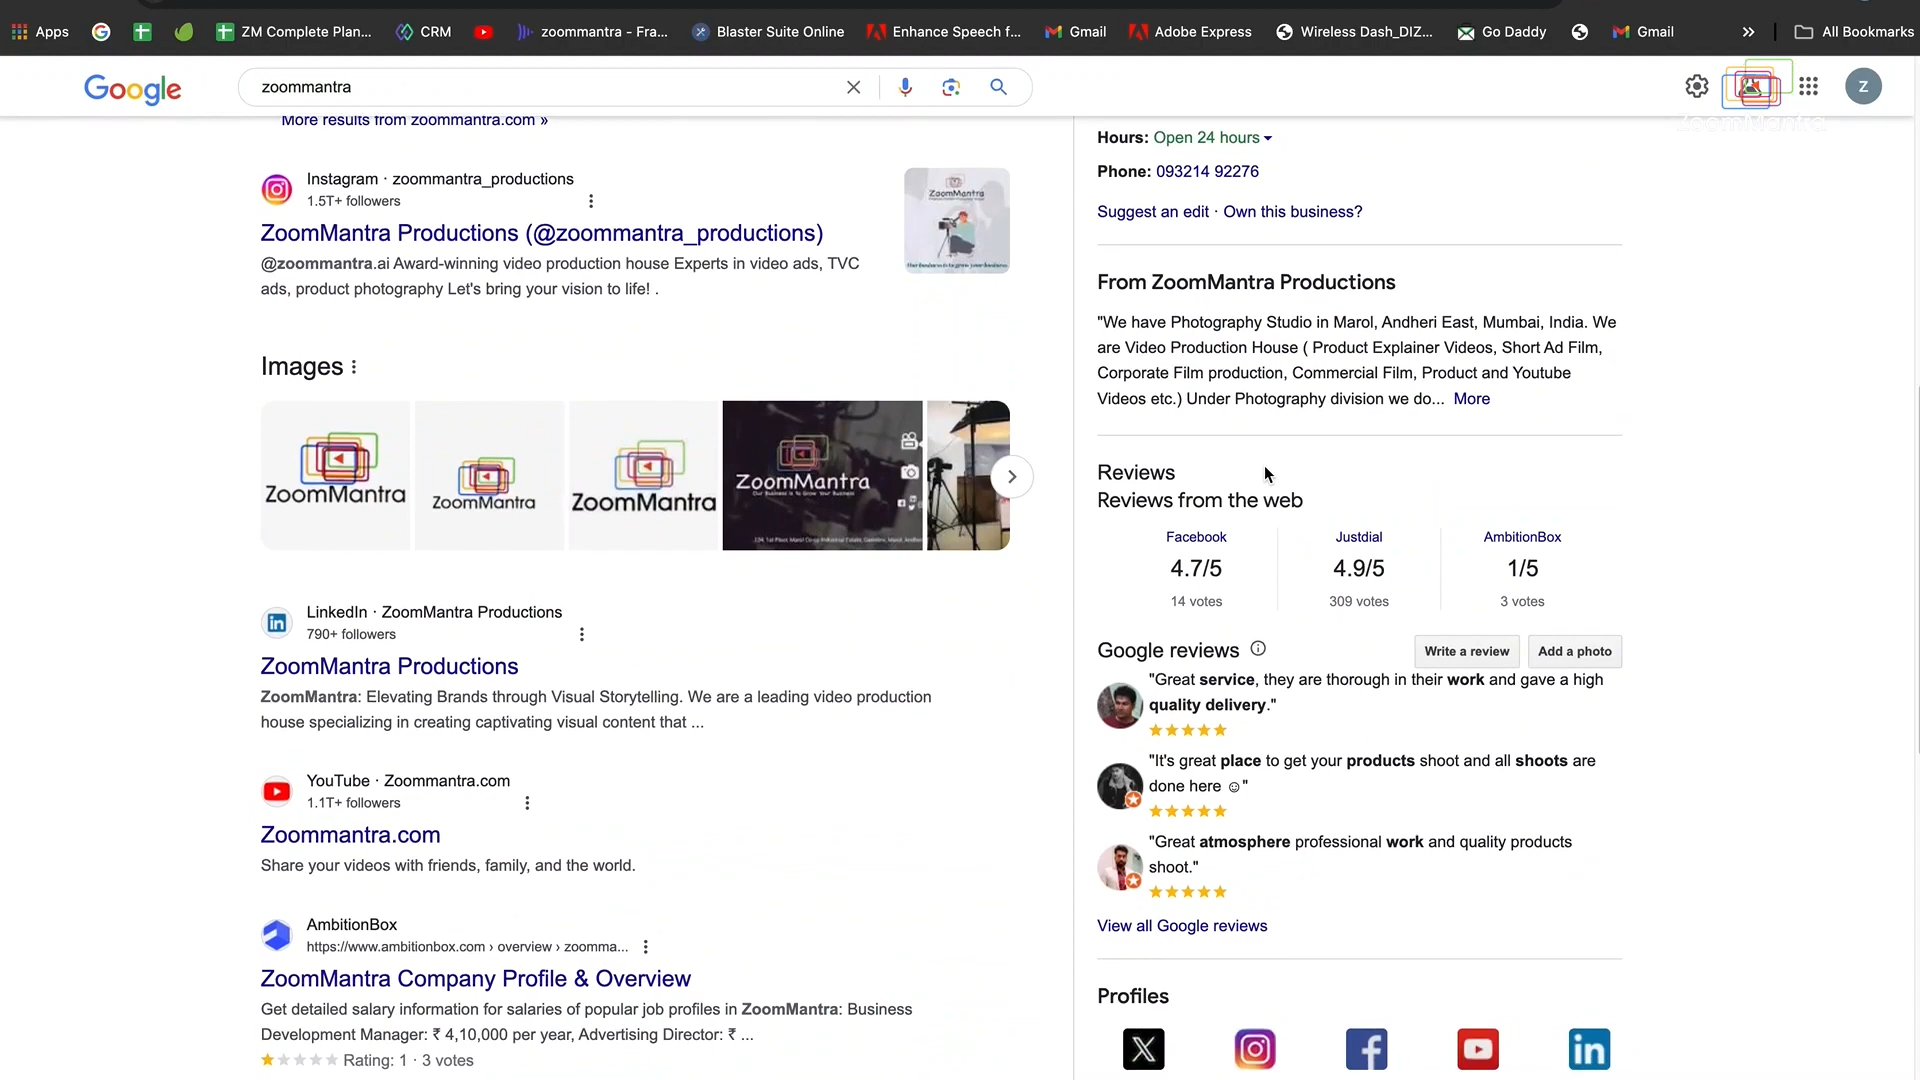 Apps
ZM Complete Plan...
CRM
zoommantra - Fra...
Blaster Suite Online
Enhance Speech f...
Gmail
Adobe Express
Wireless Dash_DIZ...
Go Daddy
Gmail
»
All Bookmarks
Google
zoommantra
Z
ZoomMantra
More results from zoommantra.com »
Instagram · zoommantra_productions
1.5T+ followers
ZoomMantra Productions (@zoommantra_productions)
@zoommantra.ai Award-winning video production house Experts in video ads, TVC
ads, product photography Let's bring your vision to life! .
ZoomMantra
Images
ZoomMantra
ZoomMantra
ZoomMantra
ZoomMantra
Our Business is to Grow Your Business
LinkedIn · ZoomMantra Productions
790+ followers
ZoomMantra Productions
ZoomMantra: Elevating Brands through Visual Storytelling. We are a leading video production
house specializing in creating captivating visual content that ...
YouTube · Zoommantra.com
1.1T+ followers
Zoommantra.com
Share your videos with friends, family, and the world.
AmbitionBox
https://www.ambitionbox.com › overview › zoomma...
ZoomMantra Company Profile & Overview
Get detailed salary information for salaries of popular job profiles in ZoomMantra: Business
Development Manager: ₹ 4,10,000 per year, Advertising Director: ₹ ...
Rating: 1 · 3 votes
Hours: Open 24 hours
Phone: 093214 92276
Suggest an edit · Own this business?
From ZoomMantra Productions
"We have Photography Studio in Marol, Andheri East, Mumbai, India. We
are Video Production House ( Product Explainer Videos, Short Ad Film,
Corporate Film production, Commercial Film, Product and Youtube
Videos etc.) Under Photography division we do... More
Reviews
Reviews from the web
Facebook
Justdial
AmbitionBox
4.7/5
4.9/5
1/5
14 votes
309 votes
3 votes
Google reviews
Write a review
Add a photo
"Great service, they are thorough in their work and gave a high
quality delivery."
"It's great place to get your products shoot and all shoots are
done here ☺"
"Great atmosphere professional work and quality products
shoot."
View all Google reviews
Profiles